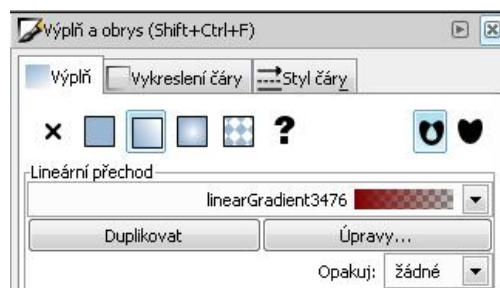 Výplň a obrys (Shift+Ctrl+F)
Výplň Vykreslení čáry Styl čáry
Lineární přechod
linearGradient3476
Duplikovat Úpravy...
Opakuj: žádné